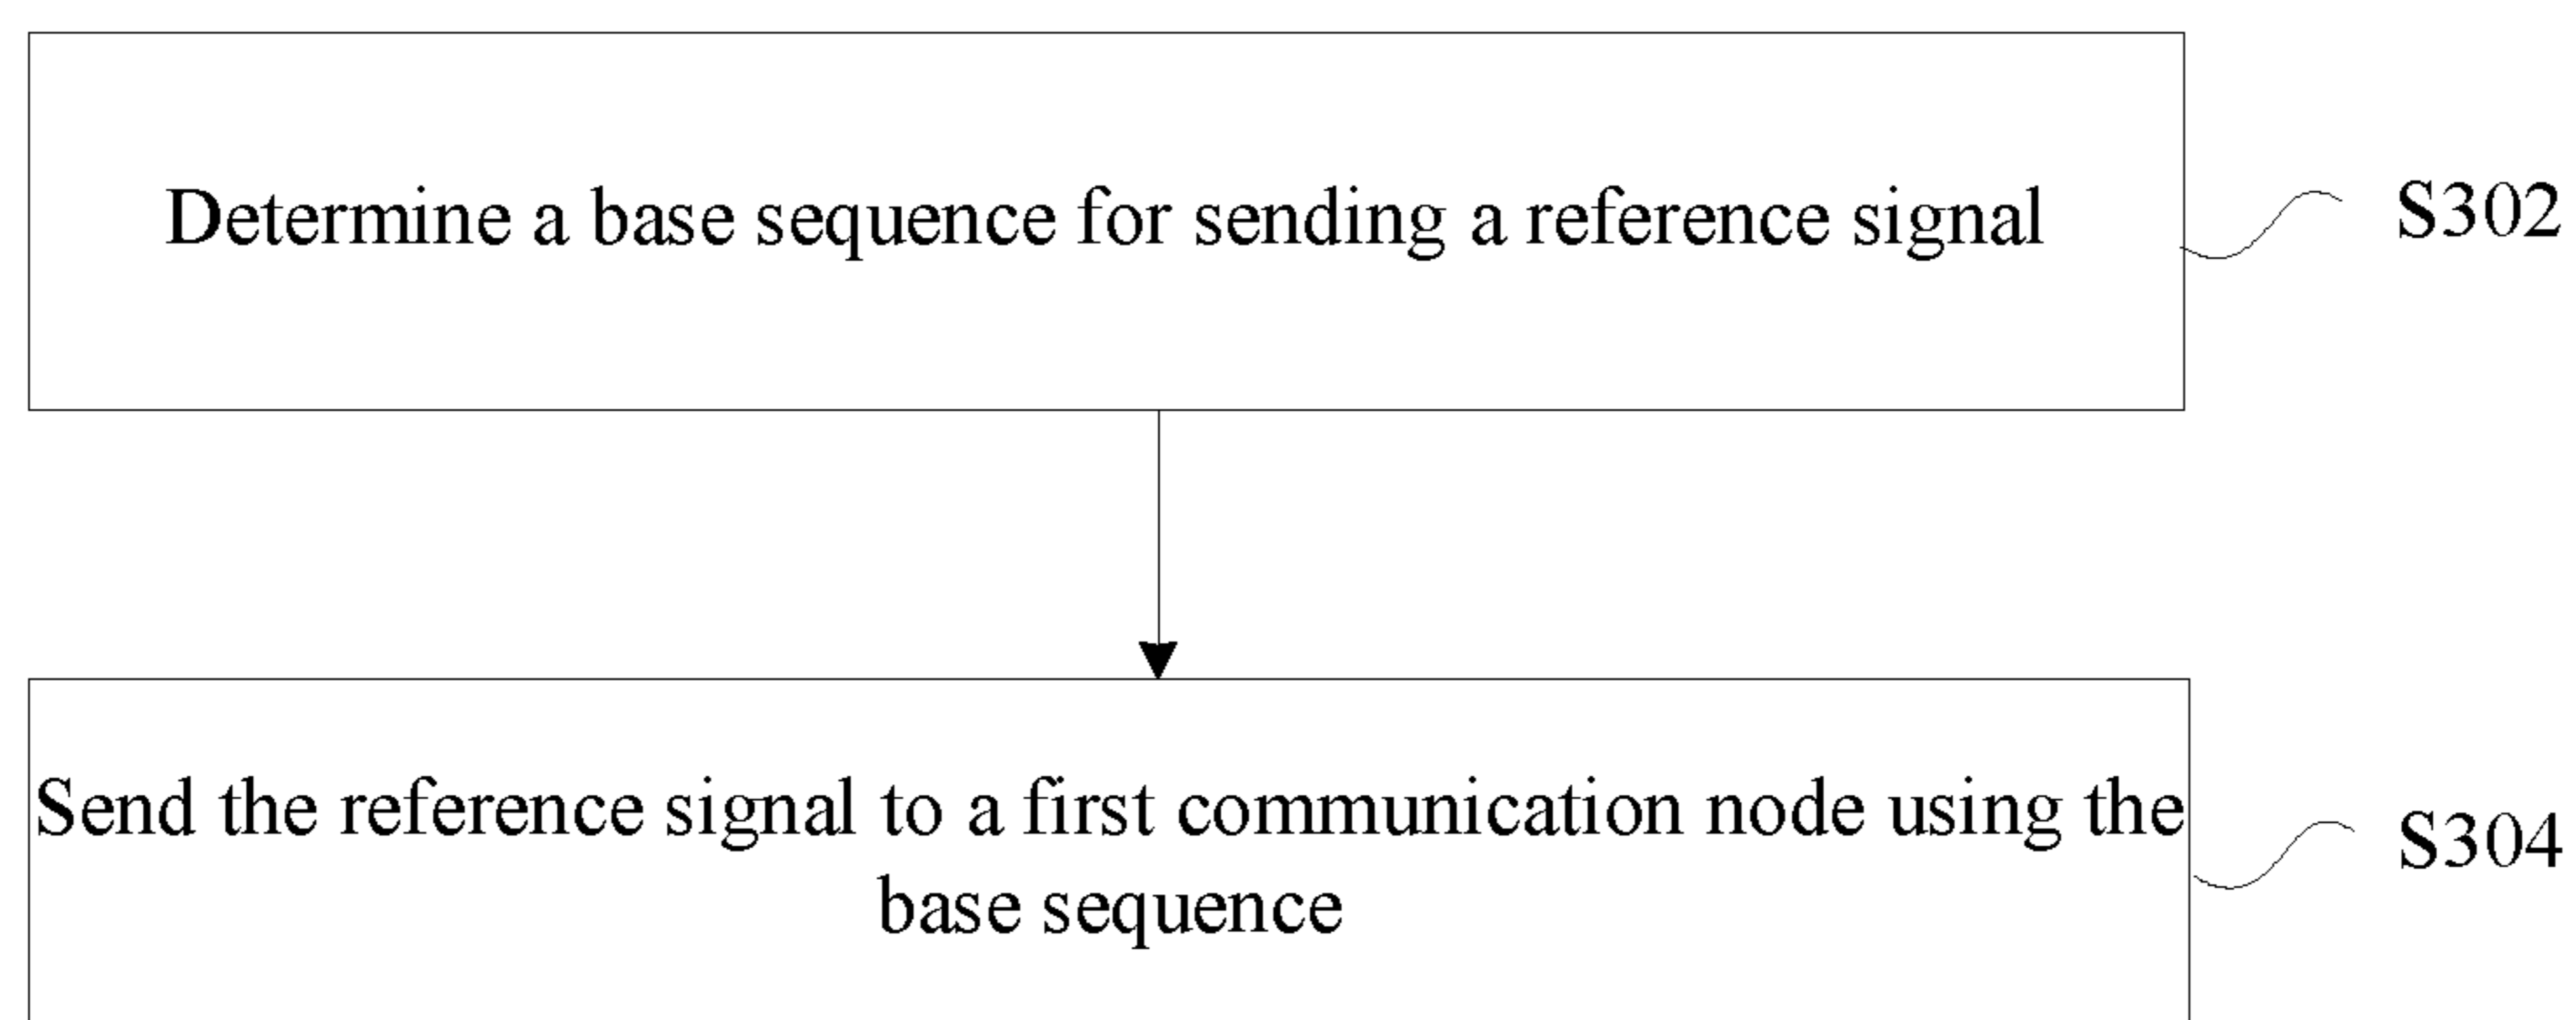 Determine a base sequence for sending a reference signal
S302
Send the reference signal to a first communication node using the
base sequence
S304